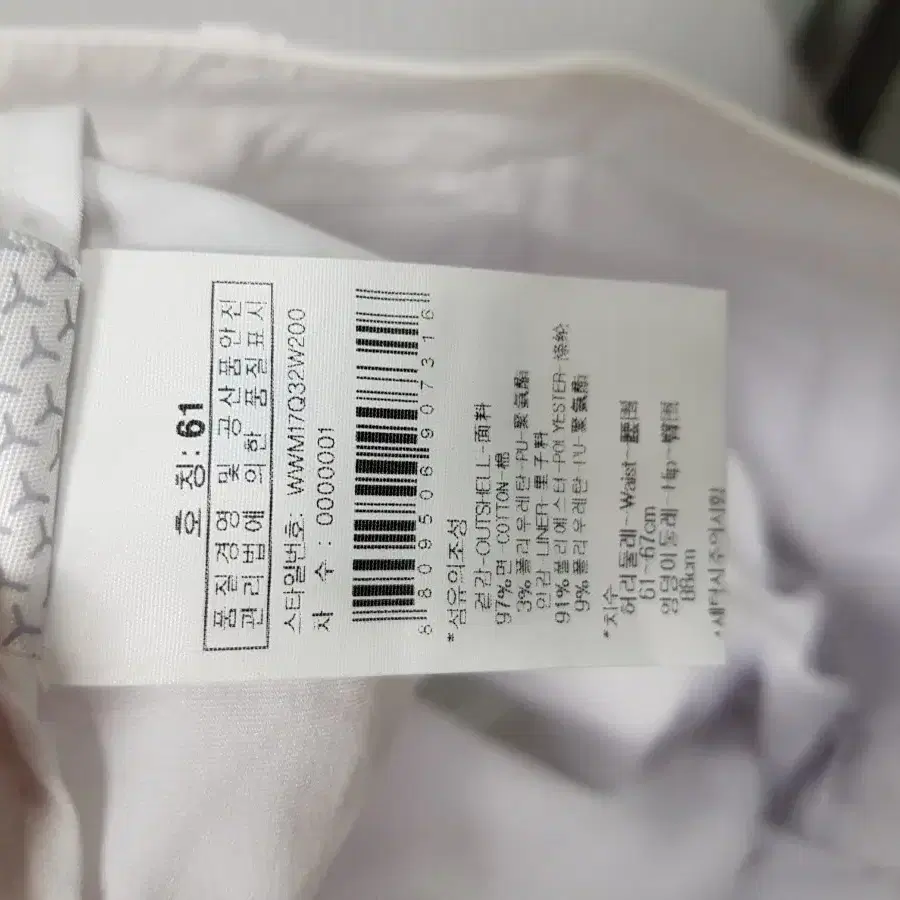 호 칭: 61
품질경영 및 공산품안전
관리법에 의한 품질표시
스타일번호: WWM17Q32W200
차 수 : 0000001
8809506907316
*섬유의조성
겉감-OUTSHELL-面料
97%면-COTTON 棉
3%폴리우레탄-PU-聚氨酯
안감-LINER-里子料
91%폴리에스터-POLYESTER-涤纶
9%폴리우레탄-PU-聚氨酯
*치수
허리둘레-Waist-腰围
61-67cm
엉덩이둘레-Hip-臀围
88cm